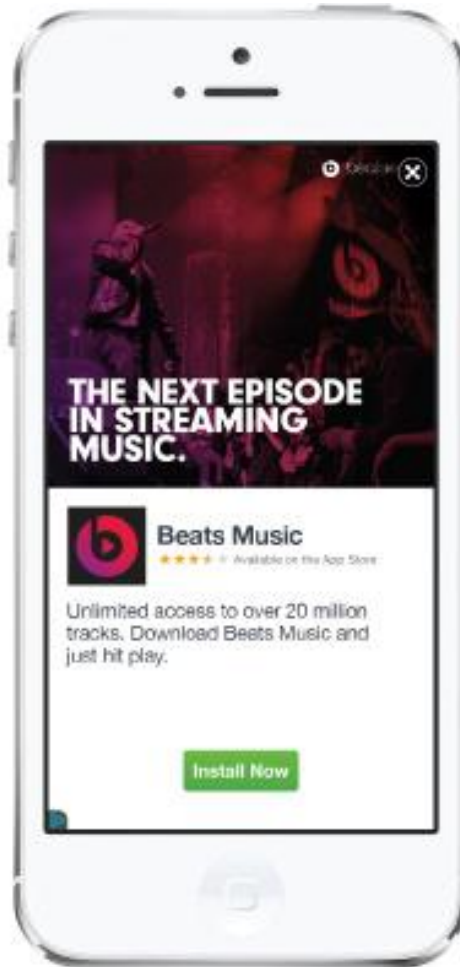 THE NEXT EPISODE
IN STREAMING
MUSIC.
Beats Music
Available on the App Store
Unlimited access to over 20 million
tracks. Download Beats Music and
just hit play.
Install Now